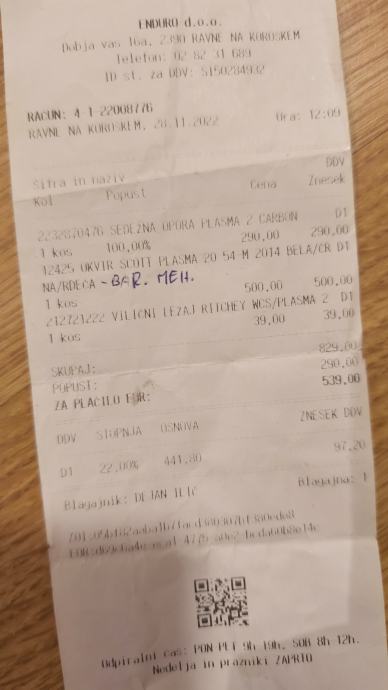 ENDURO d.o.o.
Dobja vas 16a, 2390 RAVNE NA KOROSKEM
Telefon: 02 82 31 689
ID št. za DDV: SI50284932
RACUN: 4-1-22008776
Ura: 12:09
RAVNE NA KOROSKEM, 28.11.2022
DDV
Šifra in naziv
Kol Popust Cena Znesek
2232870476 SEDEZNA OPORA PLASMA 2 CARBON D1
1 kos 100,00% 290,00 290,00
12425 OKVIR SCOTT PLASMA 20 54 M 2014 BELA/CR D1
NA/RDECA - BAR. MEH.
1 kos 500,00 500,00
212721222 VILICNI LEZAJ RITCHEY WCS/PLASMA 2 D1
1 kos 39,00 39,00
SKUPAJ: 829,00
POPUST: 290,00
ZA PLACILO EUR: 539,00
DDV STOPNJA OSNOVA ZNESEK DDV
D1 22,00% 441,80 97,20
Blagajnik: DEJAN ILIC Blagajna: 1
Odpiralni cas: PON-PET 9h-19h, SOB 8h-12h.
Nedelja in prazniki ZAPRTO